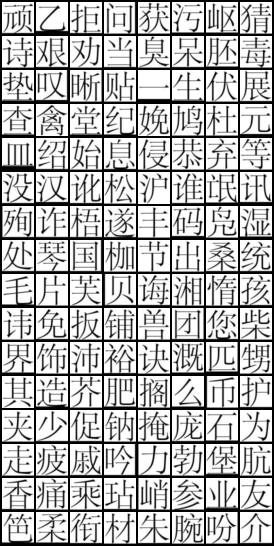 顽乙拒问获污岖猜
诗艰劝当臭呆胚毒
垫叹晰贴一生伏展
查禽堂纪娩鸠杜元
皿绍始息侵恭弃等
没汉讹松沪谁氓讯
殉诈梧遂丰码凫湿
处琴国枷节出桑统
毛片芙贝诲湘惰孩
讳免扳铺兽团您柴
界饰沛裕诀溉匹甥
其造芥肥搁么币护
夹少促钠掩庞石为
走疲戚吟力勃堡肮
香痛乘玷峭参业友
笆柔衔材朱腕吩介